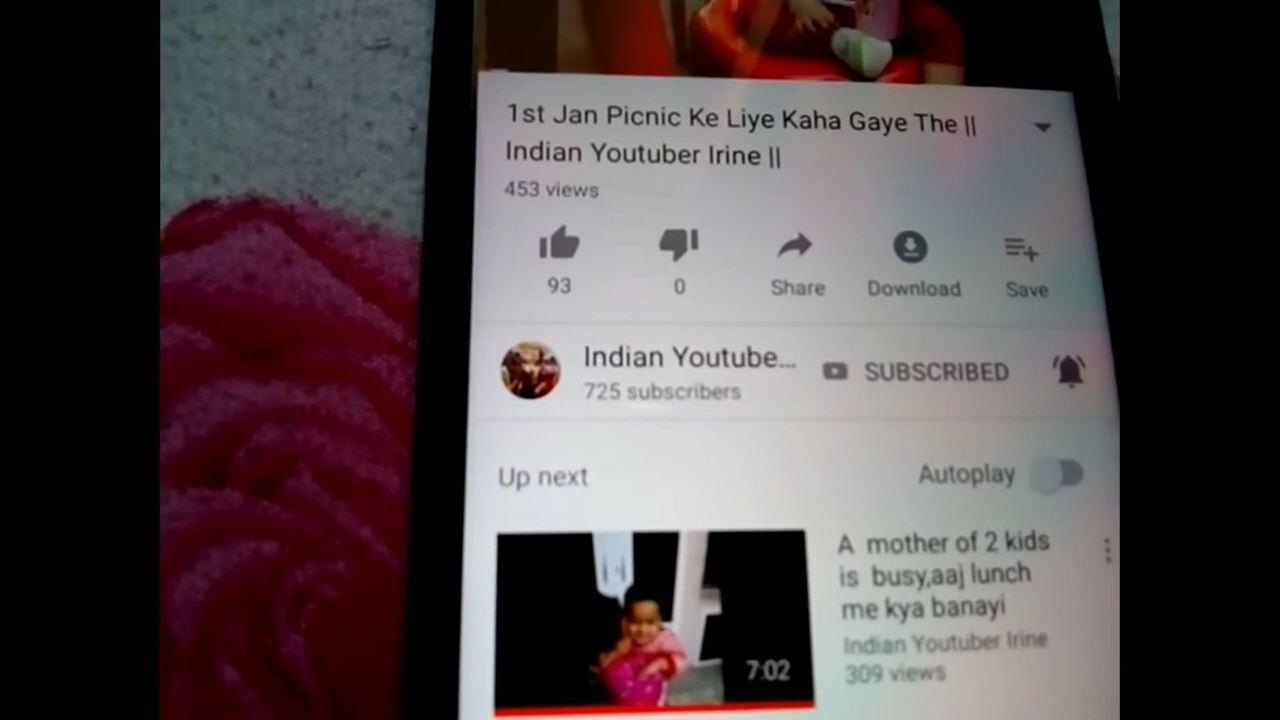 1st Jan Picnic Ke Liye Kaha Gaye The ||
Indian Youtuber Irine ||
453 views
93
0
Share
Download
Save
Indian Youtube...
725 subscribers
SUBSCRIBED
Up next
Autoplay
A mother of 2 kids
is busy,aaj lunch
me kya banayi
Indian Youtuber Irine
309 views
7:02